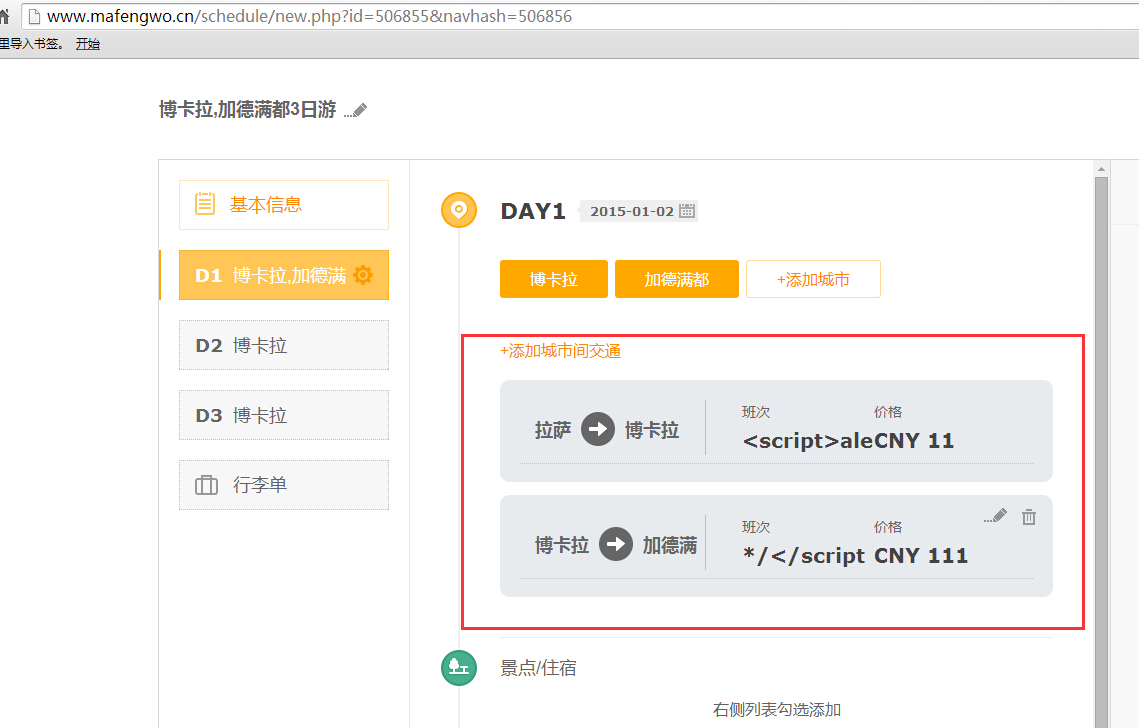 www.mafengwo.cn/schedule/new.php?id=506855&navhash=506856
里导入书签。 开始
博卡拉,加德满都3日游
基本信息
D1 博卡拉,加德满
D2 博卡拉
D3 博卡拉
行李单
DAY1 2015-01-02
博卡拉 加德满都 +添加城市
+添加城市间交通
班次 价格
拉萨 博卡拉 <script>aleCNY 11
班次 价格
博卡拉 加德满 */</script CNY 111
景点/住宿
右侧列表勾选添加